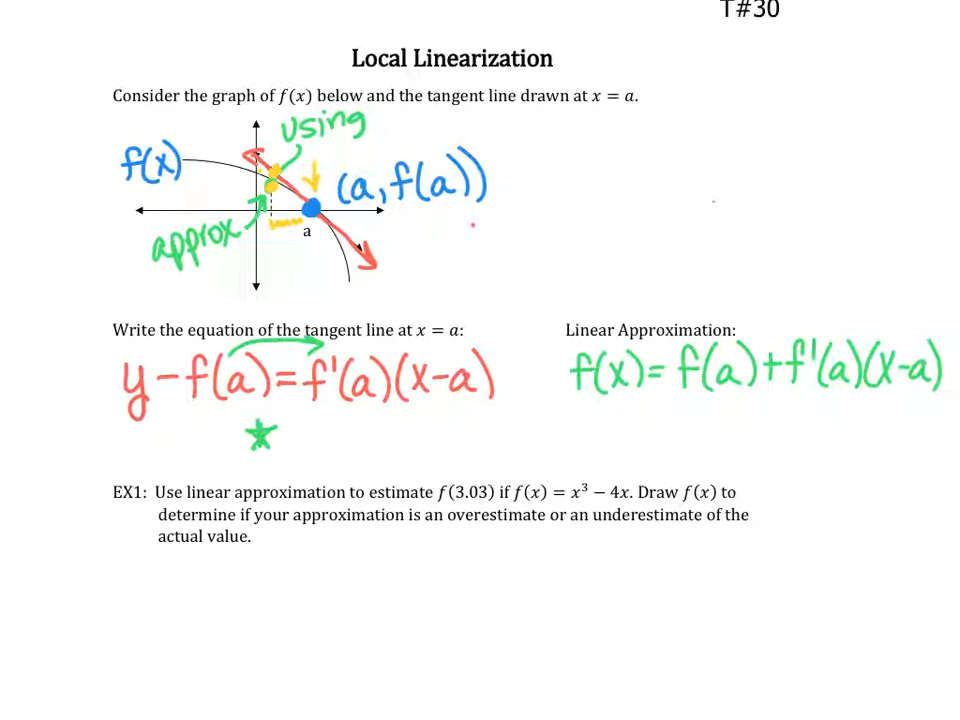 T#30
Local Linearization
Consider the graph of f(x) below and the tangent line drawn at x = a.
using
f(x)
(a, f(a))
approx
a
Write the equation of the tangent line at x = a:
Linear Approximation:
y - f(a) = f'(a)(x-a)
f(x) = f(a) + f'(a)(x-a)
EX1: Use linear approximation to estimate f(3.03) if f(x) = x³ − 4x. Draw f(x) to
determine if your approximation is an overestimate or an underestimate of the
actual value.